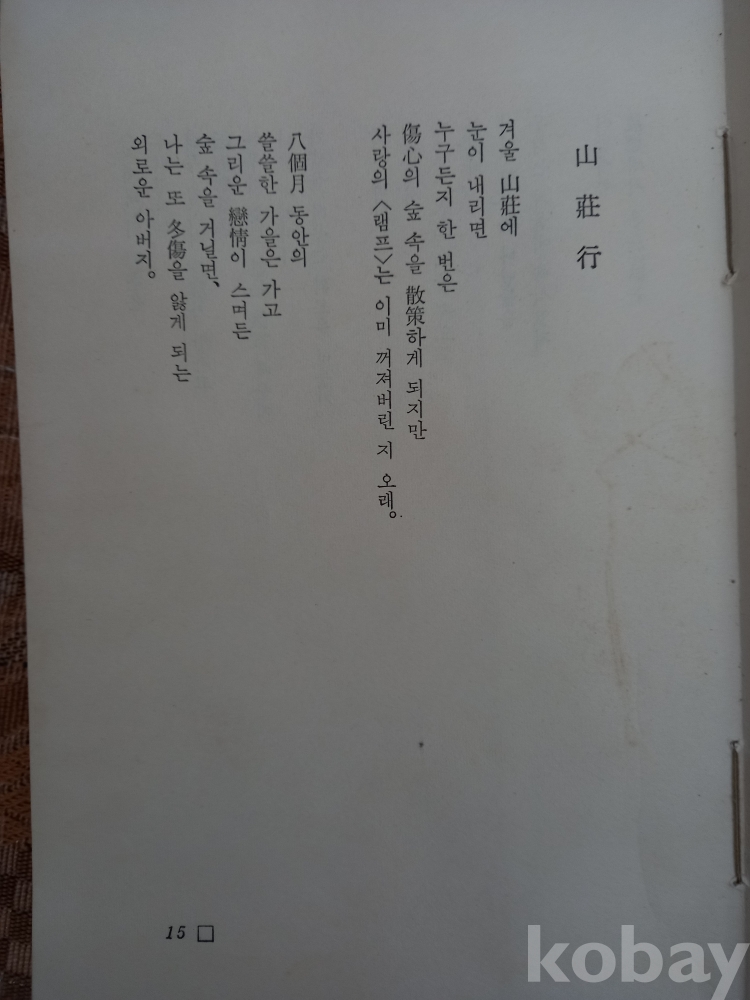 山莊行
겨울 山莊에
눈이 내리면
누구든지 한 번은
傷心의 숲 속을 散策하게 되지만
사랑의 〈램프〉는 이미 꺼져버린 지 오래。
八個月 동안의
쓸쓸한 가을은 가고
그리운 戀情이 스며든
숲 속을 거닐면、
나는 또 冬傷을 앓게 되는
외로운 아버지。
15 □
kobay